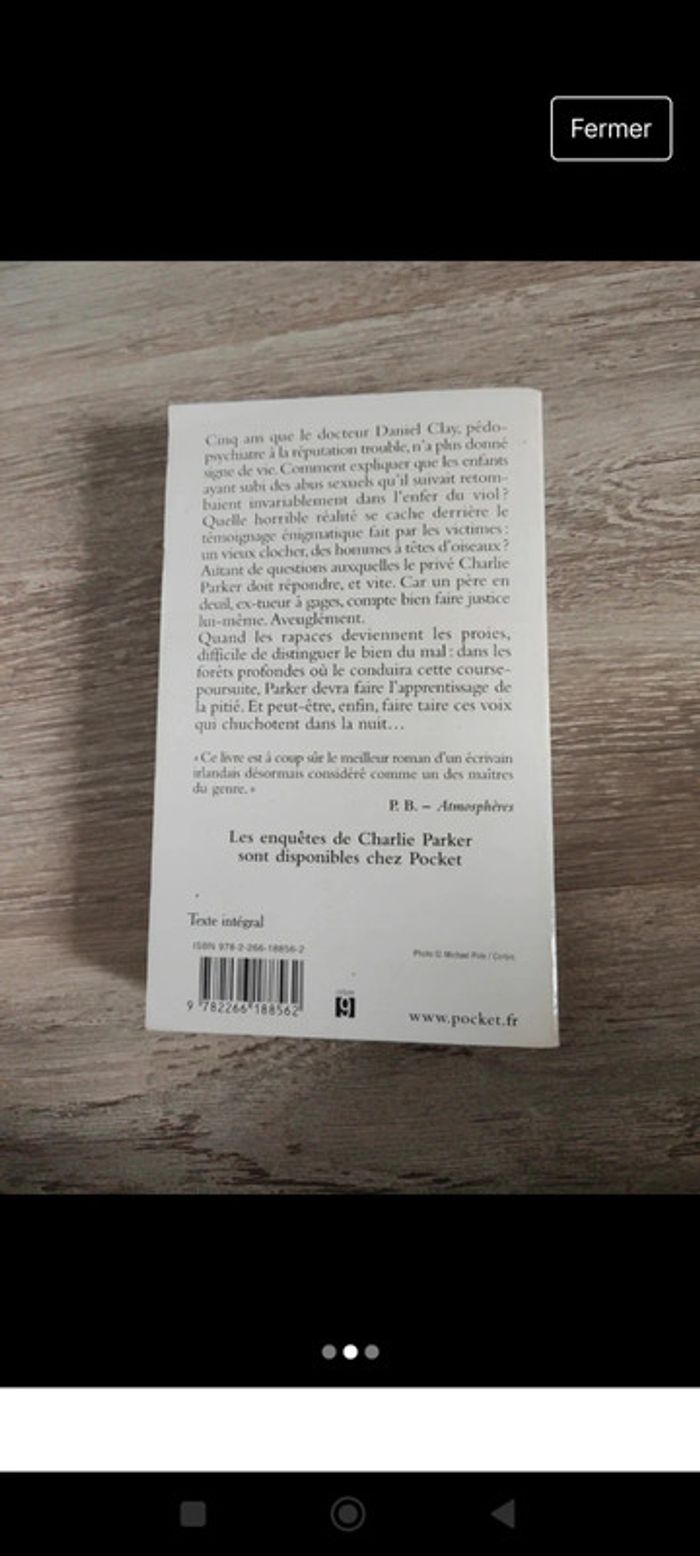 Fermer
Cinq ans que le docteur Daniel Clay, pédo-
psychiatre à la réputation trouble, n'a plus donné
signe de vie. Comment expliquer que les enfants
ayant subi des abus sexuels qu'il suivait retom-
baient invariablement dans l'enfer du viol ?
Quelle horrible réalité se cache derrière le
témoignage énigmatique fait par les victimes :
un vieux clocher, des hommes à têtes d'oiseaux ?
Autant de questions auxquelles le privé Charlie
Parker doit répondre, et vite. Car un père en
deuil, ex-tueur à gages, compte bien faire justice
lui-même. Aveuglément.
Quand les rapaces deviennent les proies,
difficile de distinguer le bien du mal : dans les
forêts profondes où le conduira cette course-
poursuite, Parker devra faire l'apprentissage de
la pitié. Et peut-être, enfin, faire taire ces voix
qui chuchotent dans la nuit…
« Ce livre est à coup sûr le meilleur roman d'un écrivain
irlandais désormais considéré comme un des maîtres
du genre. »
P. B. – Atmosphères
Les enquêtes de Charlie Parker
sont disponibles chez Pocket
Texte intégral
ISBN 978-2-266-18856-2
Photo © Michael Pole / Corbis
9 782266 188562
9
www.pocket.fr